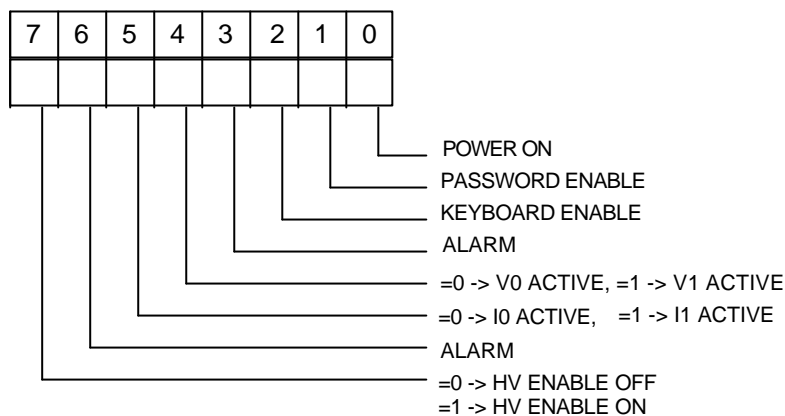 7 6 5 4 3 2 1 0
POWER ON
PASSWORD ENABLE
KEYBOARD ENABLE
ALARM
=0 -> V0 ACTIVE, =1 -> V1 ACTIVE
=0 -> I0 ACTIVE, =1 -> I1 ACTIVE
ALARM
=0 -> HV ENABLE OFF
=1 -> HV ENABLE ON